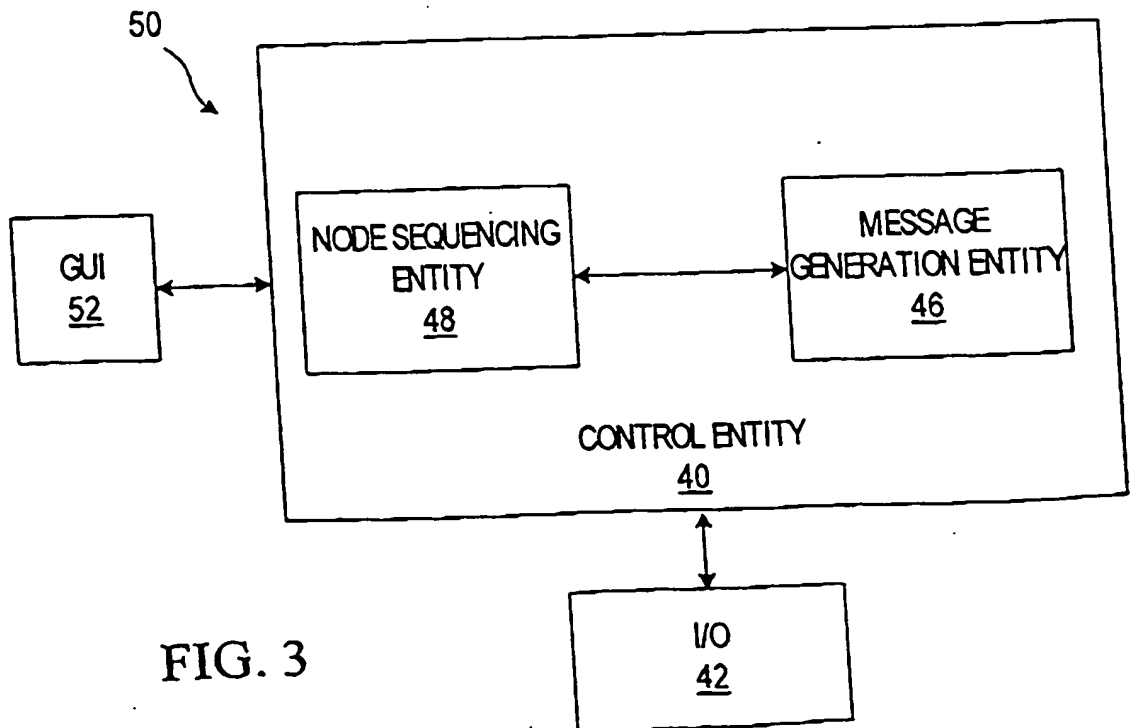 50
GUI
52
NODE SEQUENCING
ENTITY
48
MESSAGE
GENERATION ENTITY
46
CONTROL ENTITY
40
I/O
42
FIG. 3